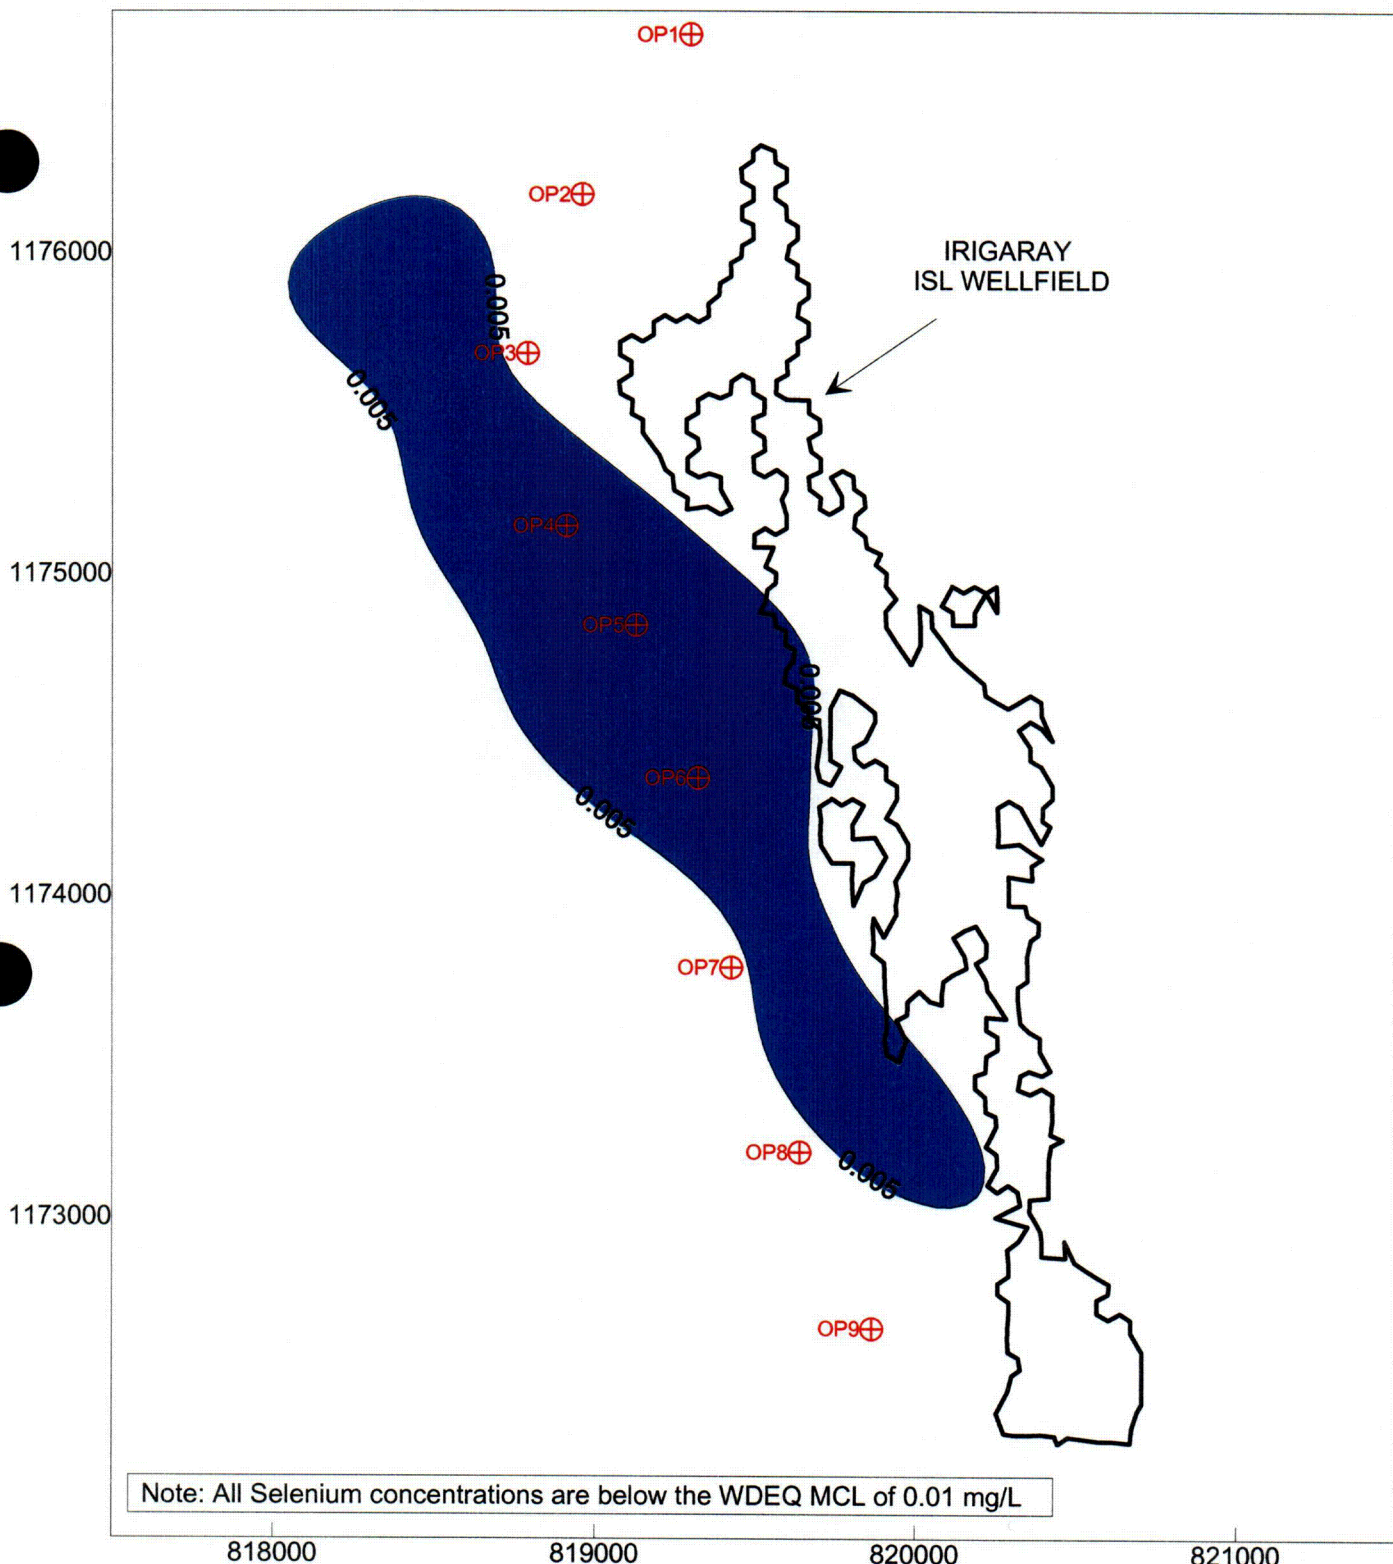 OP1
OP2
1176000
IRIGARAY
ISL WELLFIELD
0.005
OP3
0.005
OP4
1175000
OP5
0.005
OP6
0.005
1174000
OP7
OP8
0.005
1173000
OP9
Note: All Selenium concentrations are below the WDEQ MCL of 0.01 mg/L
818000
819000
820000
821000